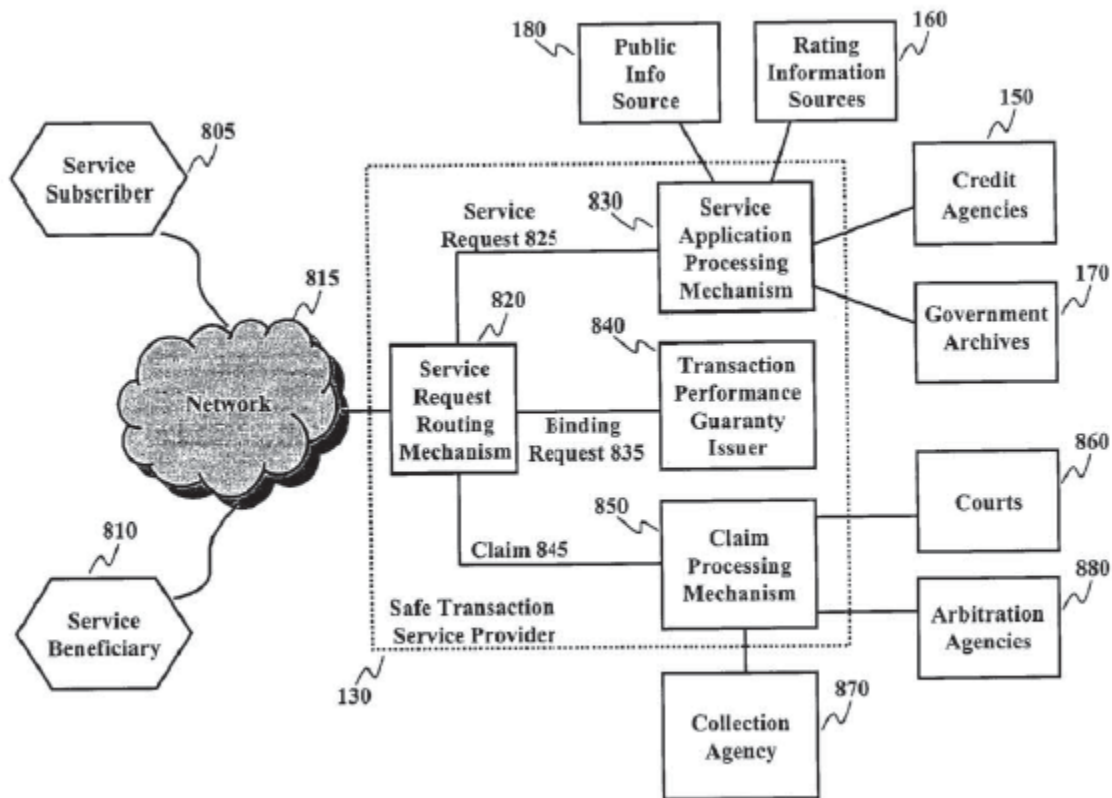 180
Public
Info
Source
160
Rating
Information
Sources
150
Credit
Agencies
805
Service
Subscriber
Service
Request 825
830
Service
Application
Processing
Mechanism
170
Government
Archives
815
Network
820
Service
Request
Routing
Mechanism
840
Transaction
Performance
Guaranty
Issuer
Binding
Request 835
860
Courts
850
Claim
Processing
Mechanism
Claim 845
810
Service
Beneficiary
880
Arbitration
Agencies
Safe Transaction
Service Provider
130
870
Collection
Agency